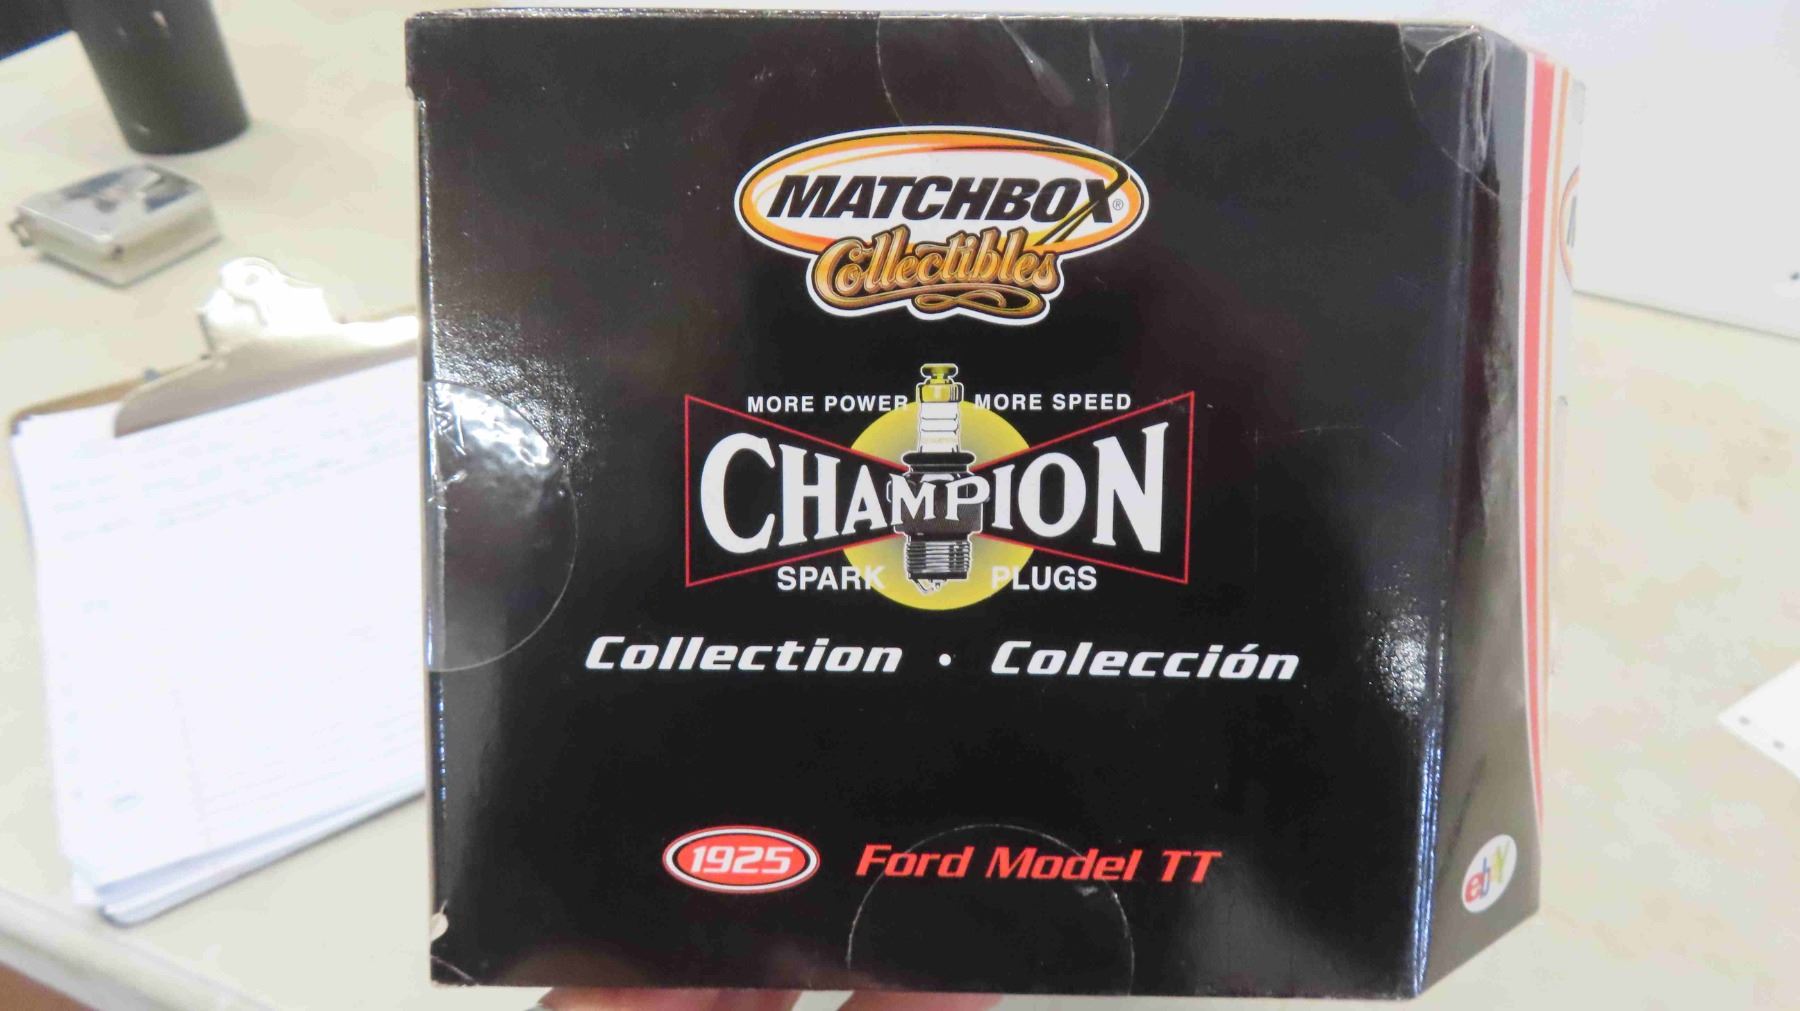 MATCHBOX®
Collectibles
MORE POWER MORE SPEED
CHAMPION
SPARK PLUGS
Collection • Colección
1925 Ford Model TT
ebY